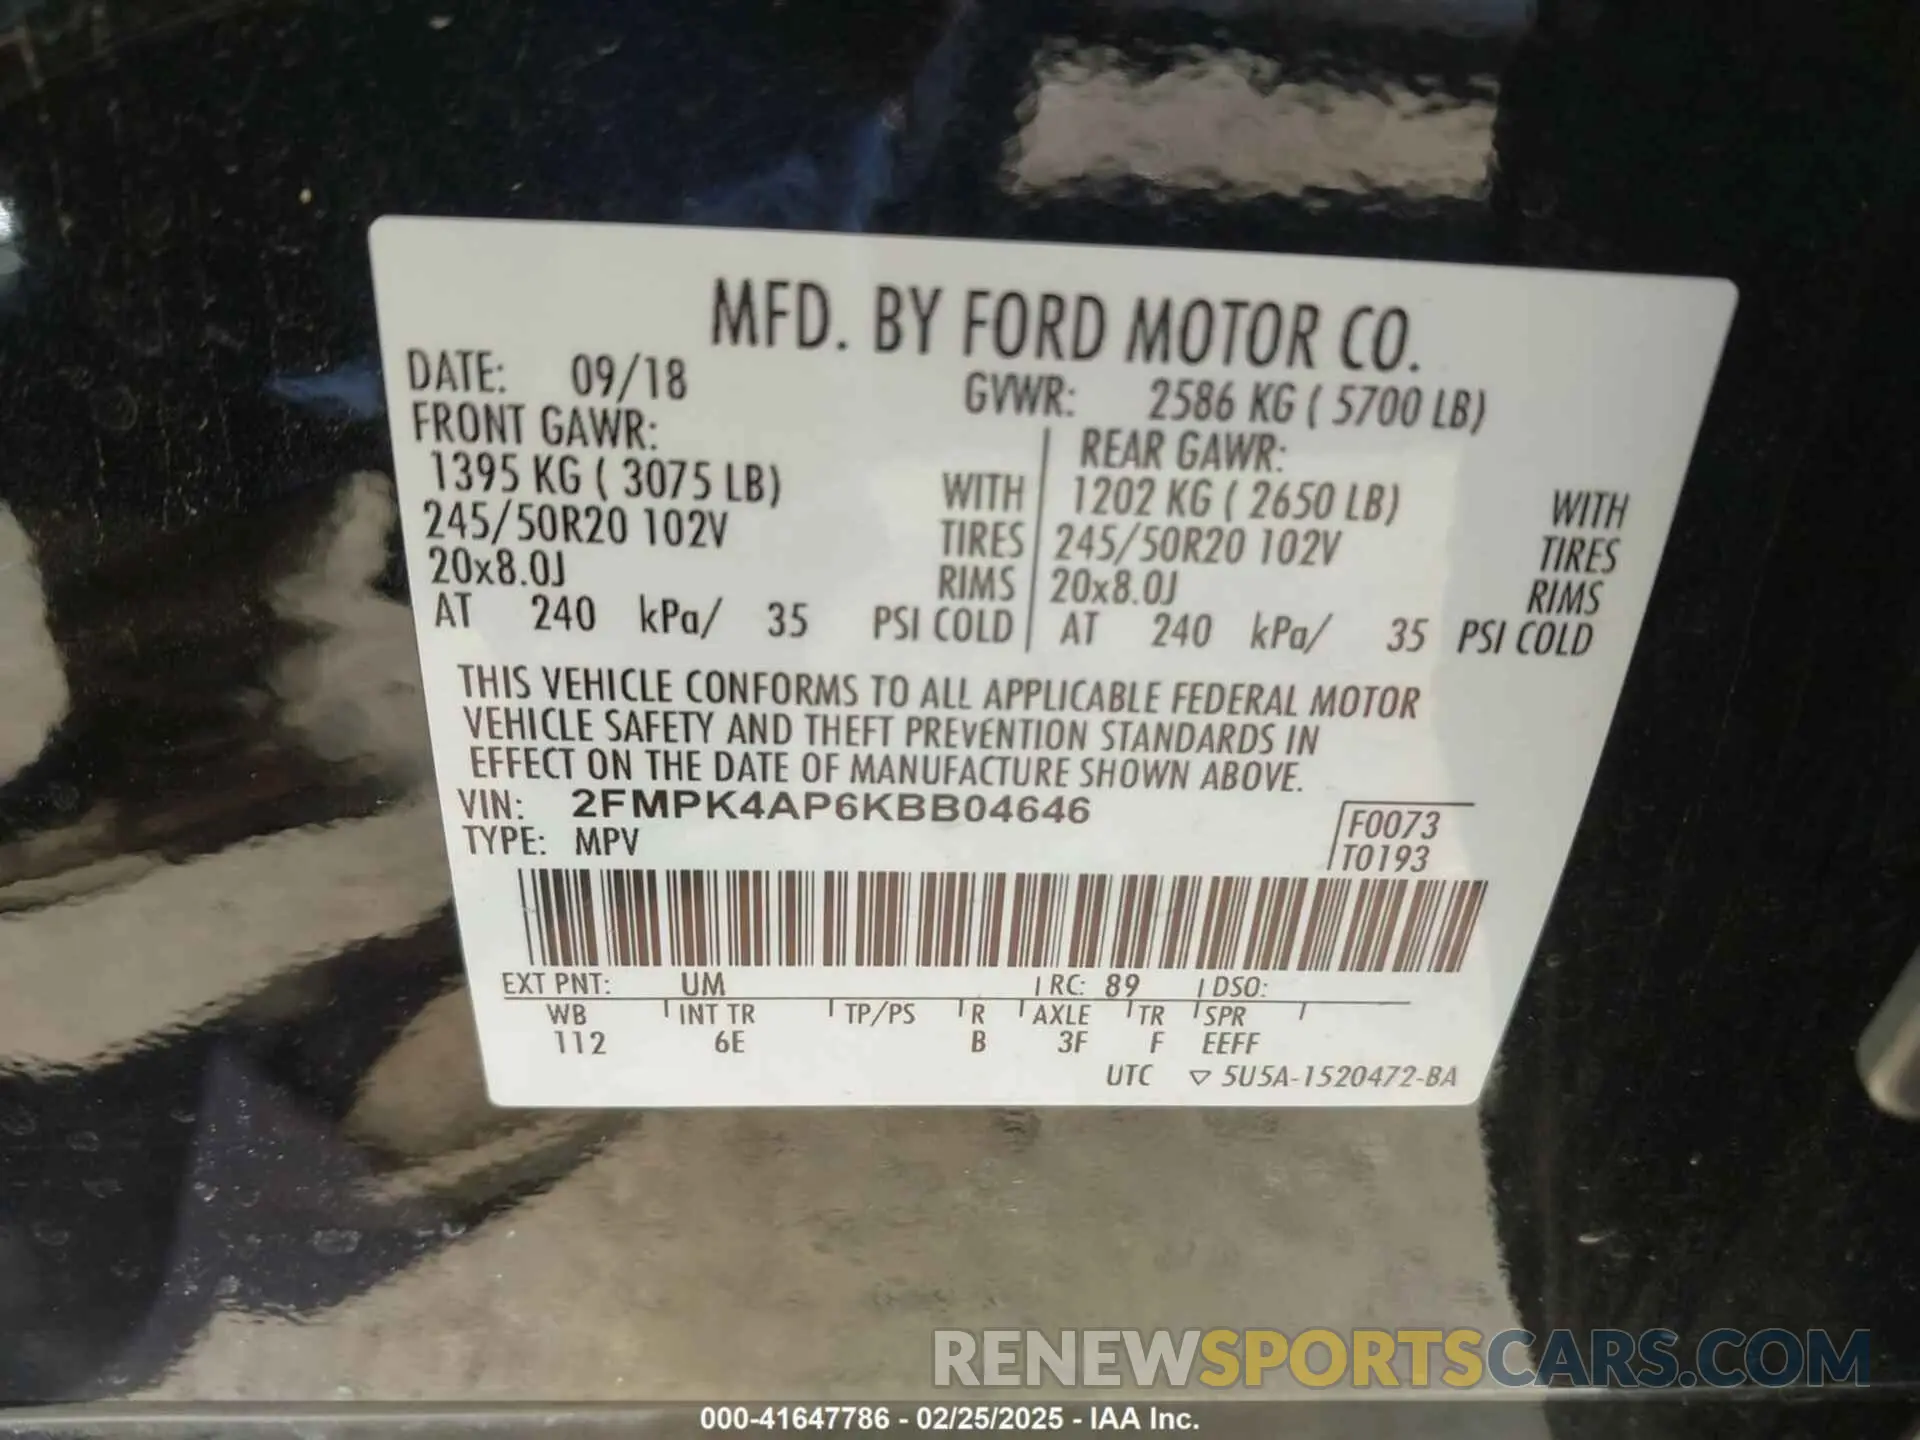 MFD. BY FORD MOTOR CO.
DATE: 09/18 GVWR: 2586 KG ( 5700 LB)
FRONT GAWR: REAR GAWR:
1395 KG ( 3075 LB) WITH 1202 KG ( 2650 LB) WITH
245/50R20 102V TIRES 245/50R20 102V TIRES
20x8.0J RIMS 20x8.0J RIMS
AT 240 kPa/ 35 PSI COLD AT 240 kPa/ 35 PSI COLD
THIS VEHICLE CONFORMS TO ALL APPLICABLE FEDERAL MOTOR
VEHICLE SAFETY AND THEFT PREVENTION STANDARDS IN
EFFECT ON THE DATE OF MANUFACTURE SHOWN ABOVE.
VIN: 2FMPK4AP6KBB04646
TYPE: MPV
F0073
T0193
EXT PNT: UM RC: 89 DSO:
WB INT TR TP/PS R AXLE TR SPR
112 6E B 3F F EEFF
UTC ▽ 5U5A-1520472-BA
RENEWSPORTSCARS.COM
000-41647786 - 02/25/2025 - IAA Inc.